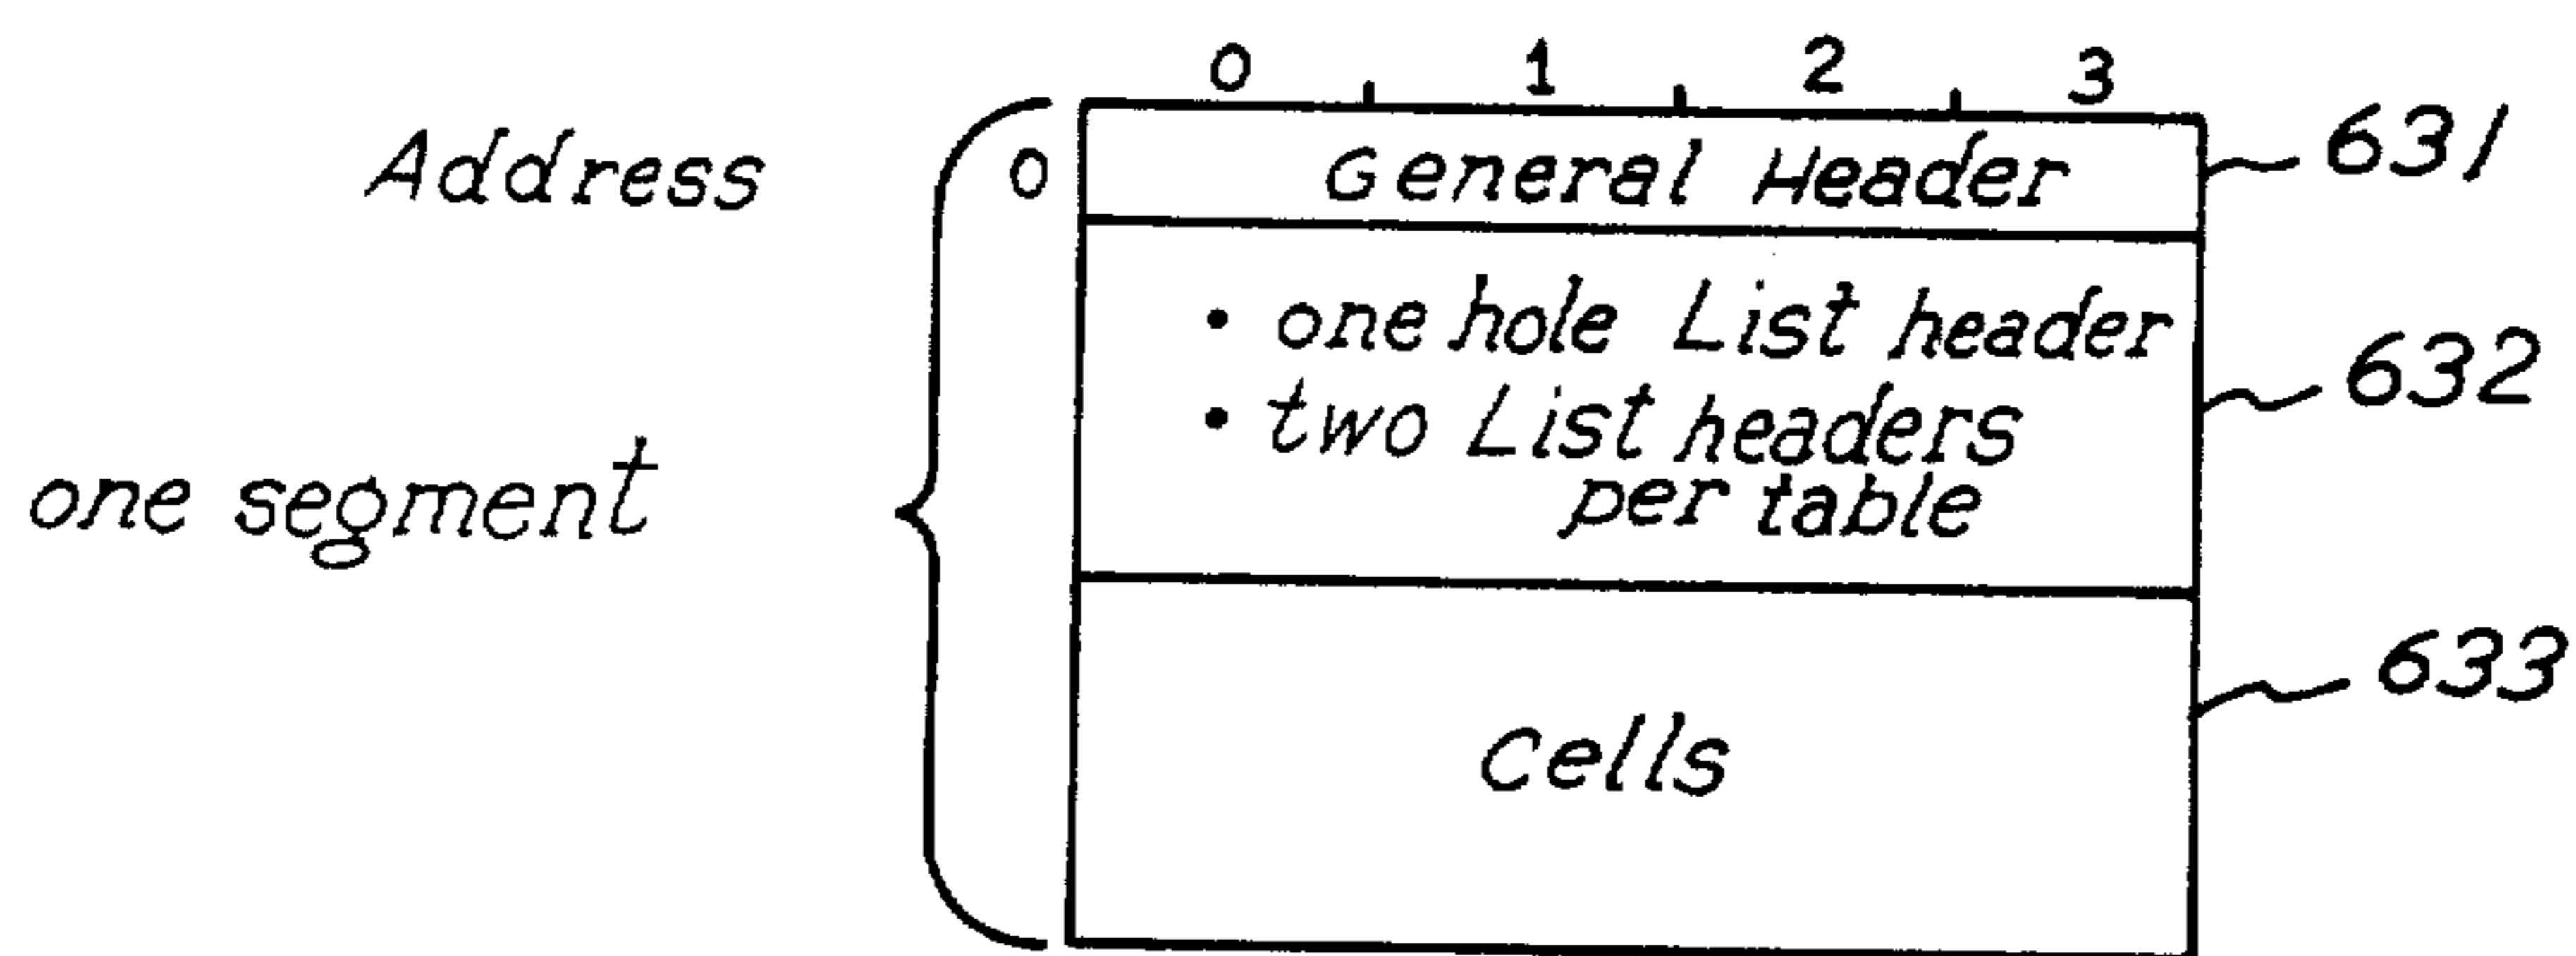 0 1 2 3
Address 0 General Header 631
• one hole List header
• two List headers 632
per table
one segment
Cells 633